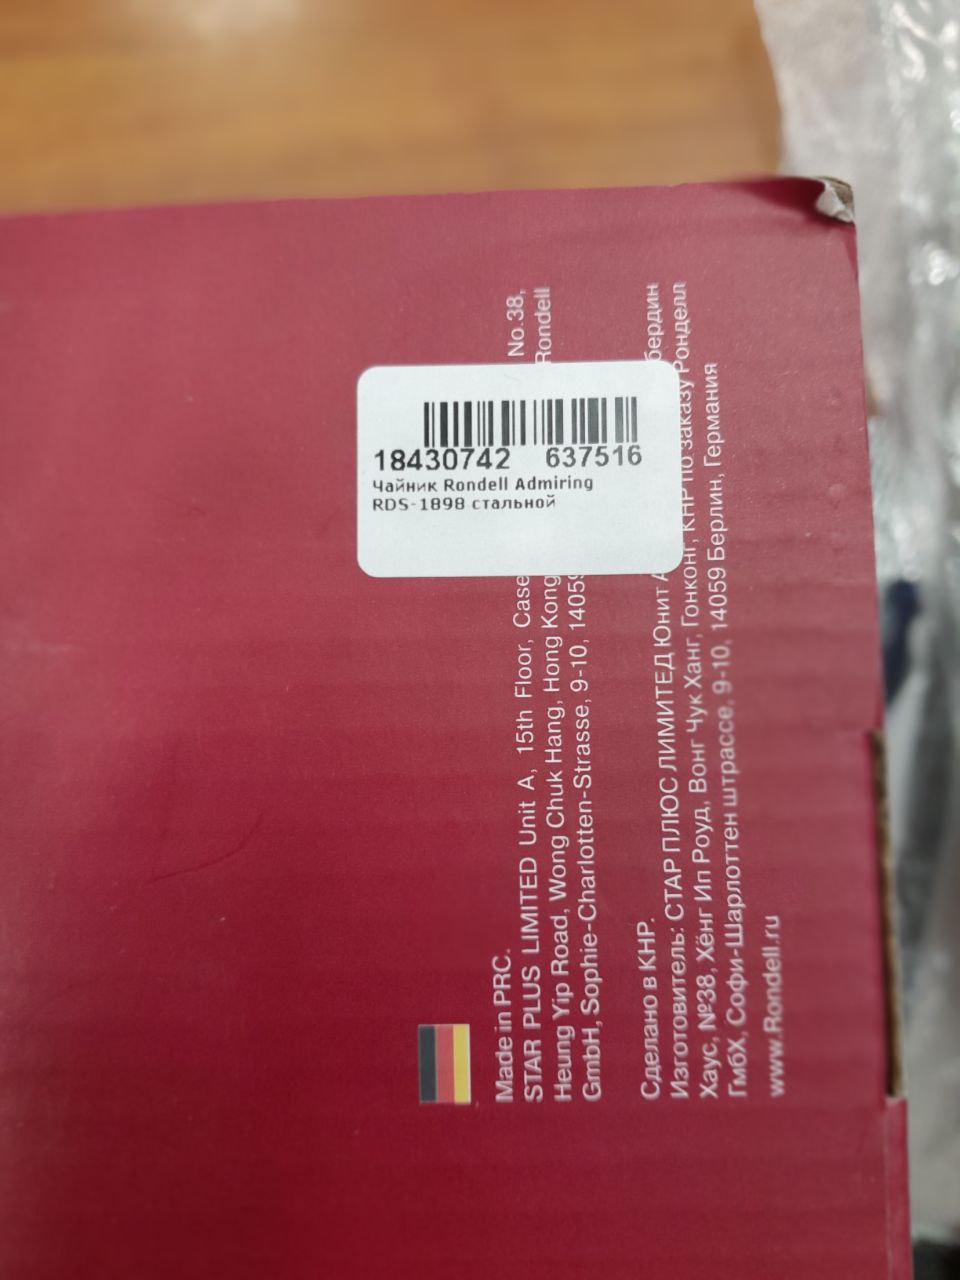 18430742 637516
Чайник Rondell Admiring
RDS-1898 стальной
Made in PRC.
STAR PLUS LIMITED Unit A, 15th Floor, Case No.38,
Heung Yip Road, Wong Chuk Hang, Hong Kong Rondell
GmbH, Sophie-Charlotten-Strasse, 9-10, 14059
Сделано в КНР.
Изготовитель: СТАР ПЛЮС ЛИМИТЕД Юнит бердин
Хаус, №38, Хёнг Ип Роуд, Вонг Чук Ханг, Гонконг, КНР по заказу Ронделл
ГмбХ, Софи-Шарлоттен штрассе, 9-10, 14059 Берлин, Германия
www.Rondell.ru